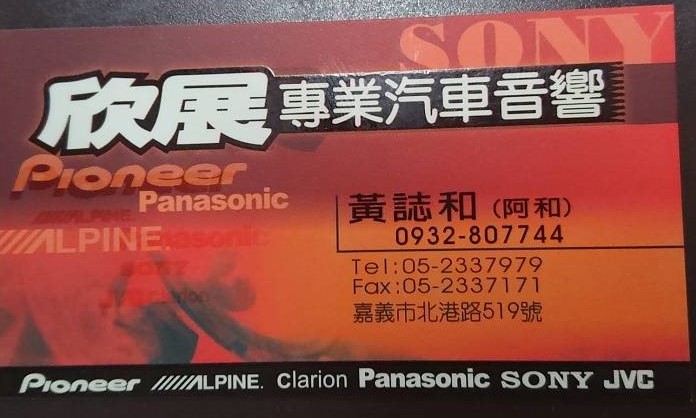 SONY
欣展 專業汽車音響
Pioneer
Panasonic
ALPINE
黃誌和 (阿和)
0932-807744
Tel:05-2337979
Fax:05-2337171
嘉義市北港路519號
Pioneer /////ALPINE. Clarion Panasonic SONY JVC